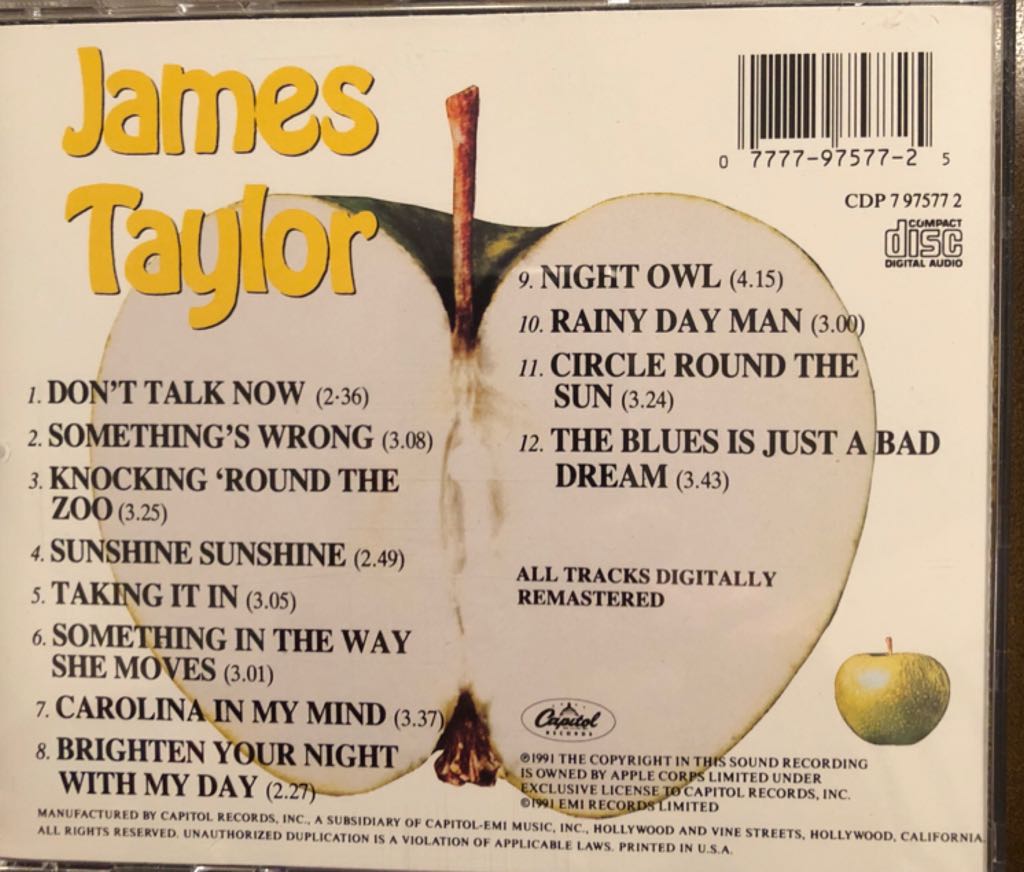 James
Taylor
0 7777-97577-2 5
CDP 7 97577 2
COMPACT
disc
DIGITAL AUDIO
1. DON'T TALK NOW (2·36)
2. SOMETHING'S WRONG (3.08)
3. KNOCKING ‘ROUND THE
ZOO (3.25)
4. SUNSHINE SUNSHINE (2.49)
5. TAKING IT IN (3.05)
6. SOMETHING IN THE WAY
SHE MOVES (3.01)
7. CAROLINA IN MY MIND (3.37)
8. BRIGHTEN YOUR NIGHT
WITH MY DAY (2.27)
9. NIGHT OWL (4.15)
10. RAINY DAY MAN (3.00)
11. CIRCLE ROUND THE
SUN (3.24)
12. THE BLUES IS JUST A BAD
DREAM (3.43)
ALL TRACKS DIGITALLY
REMASTERED
Capitol
RECORDS
℗1991 THE COPYRIGHT IN THIS SOUND RECORDING
IS OWNED BY APPLE CORPS LIMITED UNDER
EXCLUSIVE LICENSE TO CAPITOL RECORDS, INC.
©1991 EMI RECORDS LIMITED
MANUFACTURED BY CAPITOL RECORDS, INC., A SUBSIDIARY OF CAPITOL-EMI MUSIC, INC., HOLLYWOOD AND VINE STREETS, HOLLYWOOD, CALIFORNIA.
ALL RIGHTS RESERVED. UNAUTHORIZED DUPLICATION IS A VIOLATION OF APPLICABLE LAWS. PRINTED IN U.S.A.